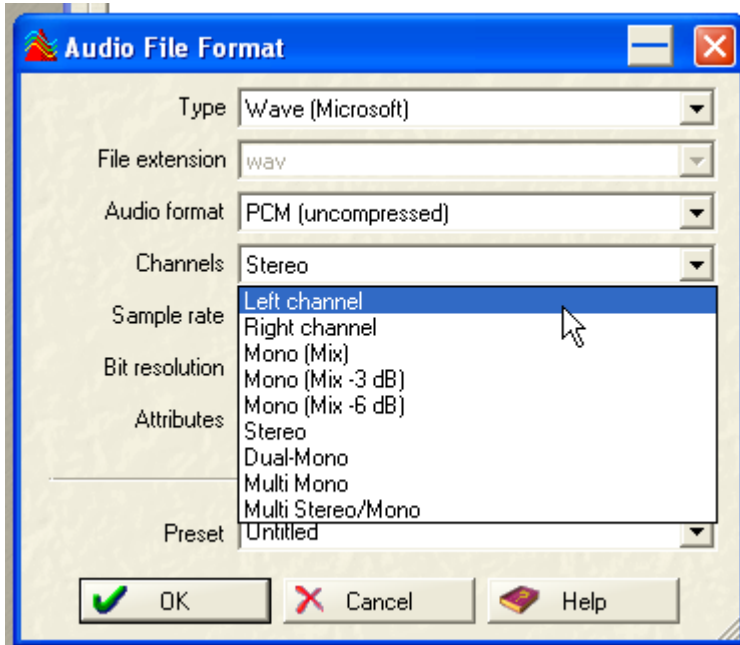 Audio File Format
Type Wave (Microsoft)
File extension wav
Audio format PCM (uncompressed)
Channels Stereo
Left channel
Sample rate
Right channel
Mono (Mix)
Bit resolution
Mono (Mix -3 dB)
Mono (Mix -6 dB)
Attributes
Stereo
Dual-Mono
Multi Mono
Multi Stereo/Mono
Preset Untitled
OK Cancel Help